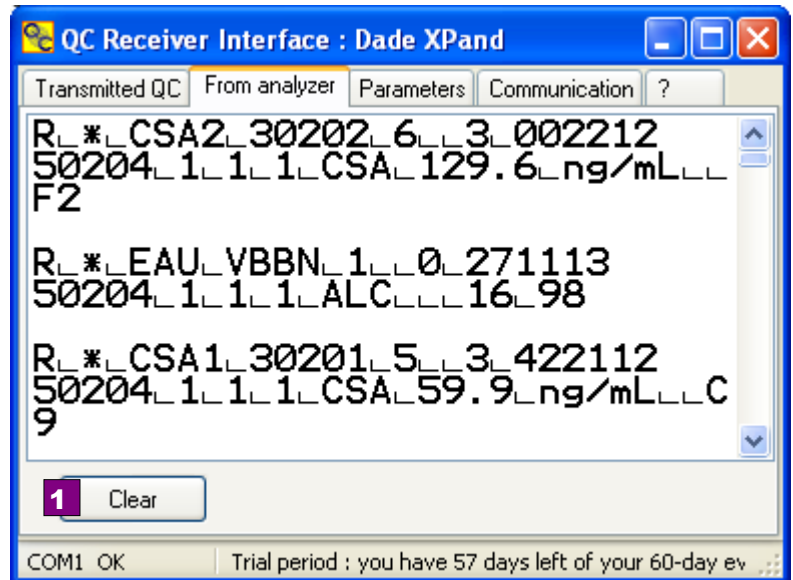 QC Receiver Interface : Dade XPand
Transmitted QC From analyzer Parameters Communication ?
R␣*␣CSA2␣30202␣6␣␣3␣002212
50204␣1␣1␣1␣CSA␣129.6␣ng/mL␣␣
F2
R␣*␣EAU␣VBBN␣1␣␣0␣271113
50204␣1␣1␣1␣ALC␣␣␣16␣98
R␣*␣CSA1␣30201␣5␣␣3␣422112
50204␣1␣1␣1␣CSA␣59.9␣ng/mL␣␣C
9
1 Clear
COM1 OK Trial period : you have 57 days left of your 60-day ev